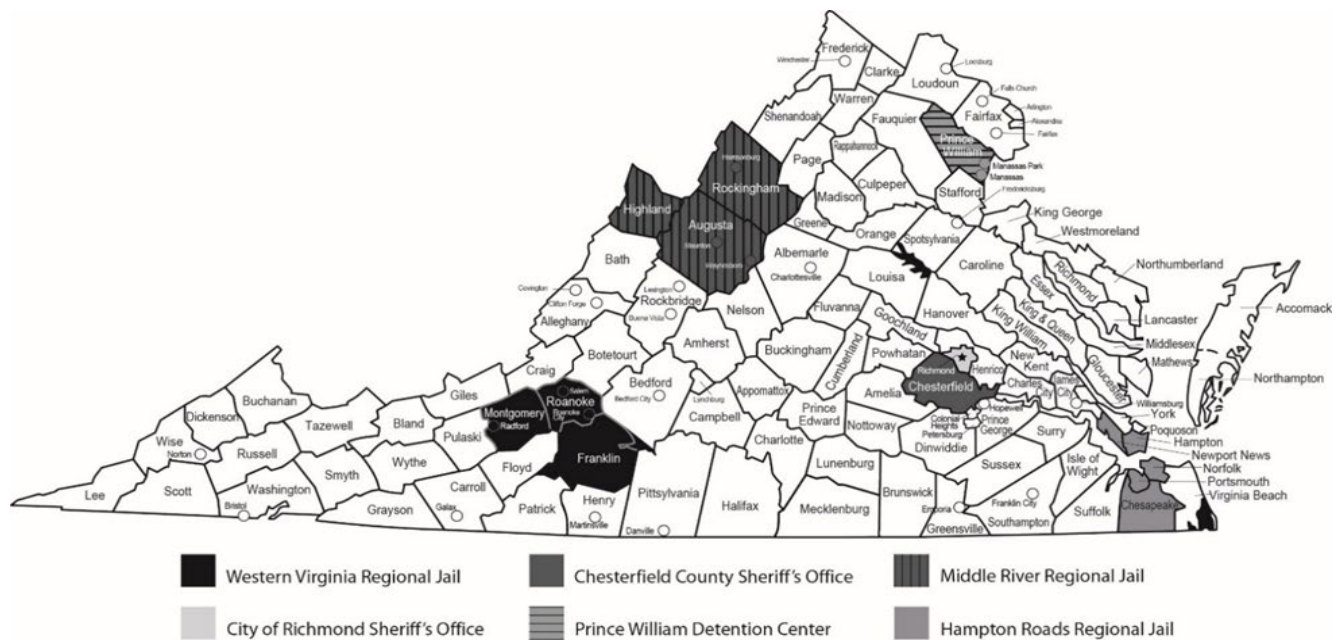 Frederick
Winchester
Clarke
Leesburg
Loudoun
Falls Church
Arlington
Alexandria
Fairfax
Fairfax
Warren
Shenandoah
Fauquier
Prince
William
Manassas Park
Manassas
Harrisonburg
Rockingham
Page
Rappahannock
Culpeper
Madison
Stafford
Fredericksburg
Highland
Augusta
Staunton
Waynesboro
Greene
Orange
Spotsylvania
King George
Westmoreland
Bath
Albemarle
Charlottesville
Louisa
Caroline
Essex
Richmond
Northumberland
Covington
Clifton Forge
Alleghany
Lexington
Rockbridge
Buena Vista
Nelson
Fluvanna
Goochland
Hanover
King William
King & Queen
Lancaster
Accomack
Middlesex
Mathews
Northampton
Botetourt
Amherst
Buckingham
Cumberland
Powhatan
Richmond
Henrico
New
Kent
Gloucester
Craig
Giles
Bedford
Bedford City
Lynchburg
Appomattox
Amelia
Chesterfield
Charles
City
James
City
Williamsburg
York
Poquoson
Hampton
Newport News
Norfolk
Portsmouth
Virginia Beach
Buchanan
Dickenson
Wise
Norton
Tazewell
Bland
Pulaski
Montgomery
Radford
Salem
Roanoke
Roanoke
City
Franklin
Campbell
Prince
Edward
Nottoway
Colonial
Heights
Hopewell
Petersburg
Prince
George
Dinwiddie
Surry
Russell
Wythe
Floyd
Charlotte
Lunenburg
Sussex
Isle of
Wight
Lee
Scott
Washington
Bristol
Smyth
Grayson
Carroll
Galax
Patrick
Henry
Martinsville
Pittsylvania
Danville
Halifax
Mecklenburg
Brunswick
Emporia
Greensville
Franklin City
Southampton
Suffolk
Chesapeake
Western Virginia Regional Jail
Chesterfield County Sheriff's Office
Middle River Regional Jail
City of Richmond Sheriff's Office
Prince William Detention Center
Hampton Roads Regional Jail